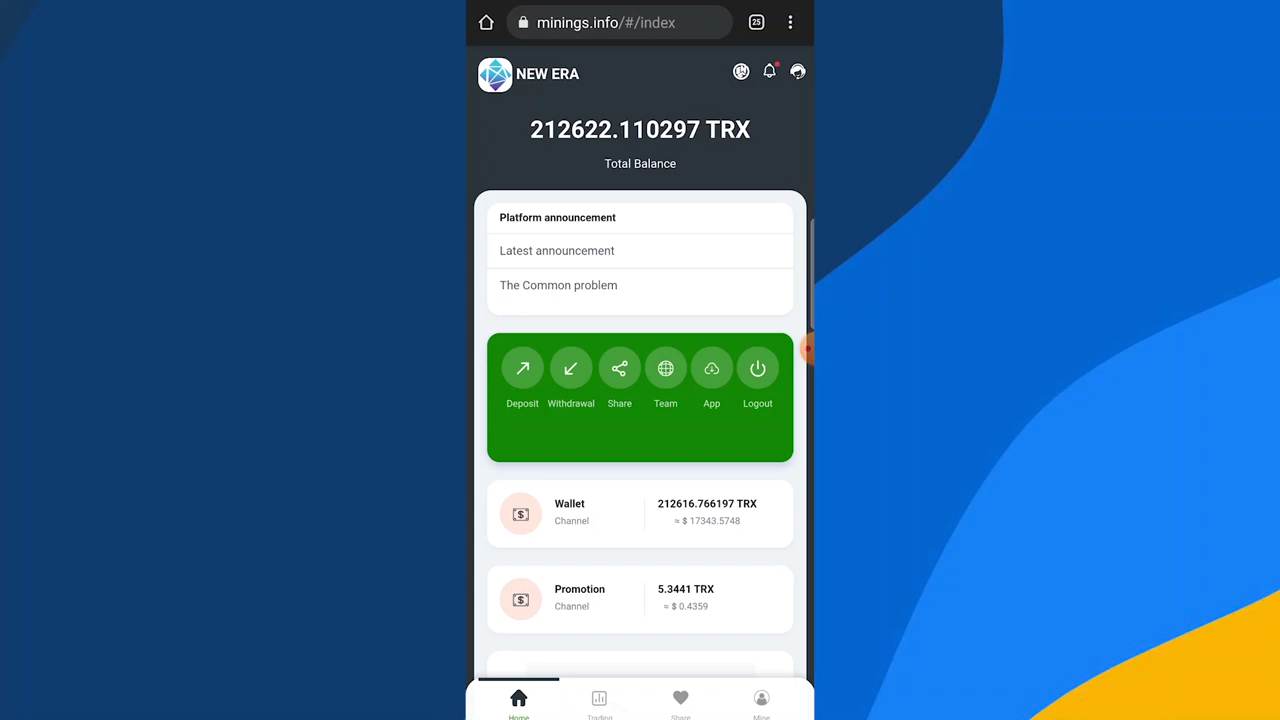 minings.info/#/index
25
NEW ERA
212622.110297 TRX
Total Balance
Platform announcement
Latest announcement
The Common problem
Deposit Withdrawal Share Team App Logout
Wallet 212616.766197 TRX
Channel ≈ $ 17343.5748
Promotion 5.3441 TRX
Channel ≈ $ 0.4359
Home Trading Share Mine